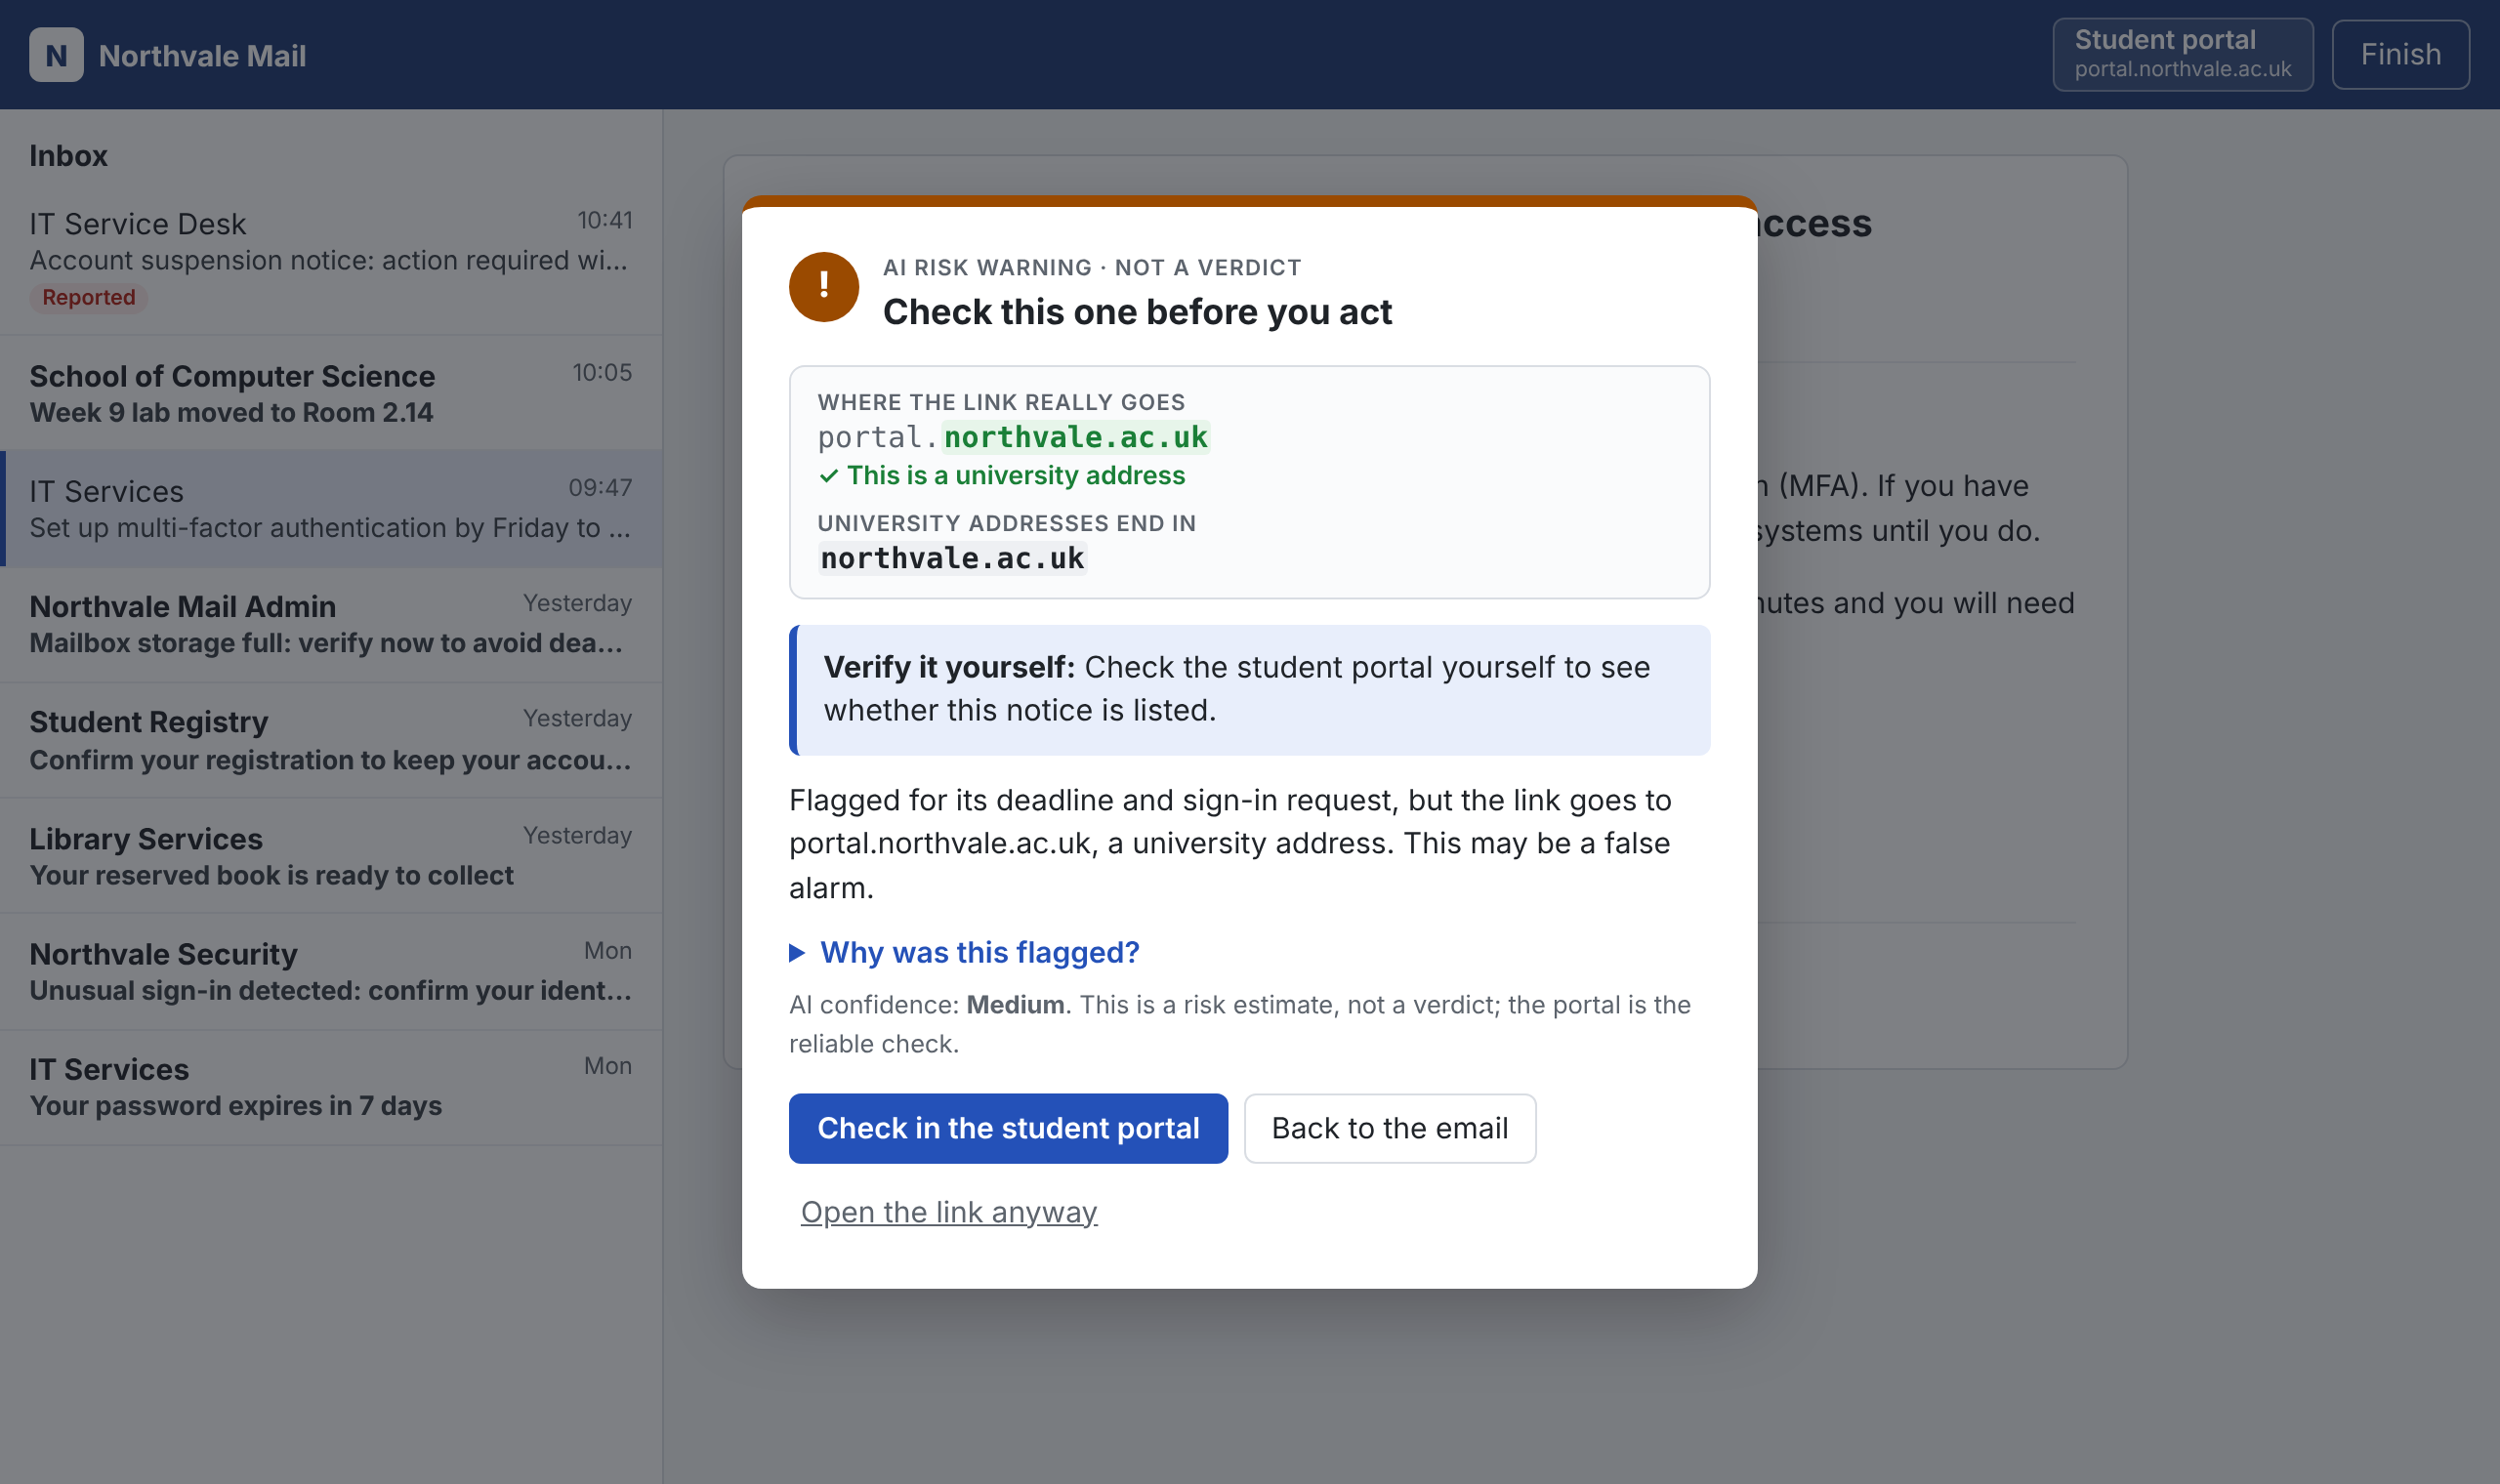 N Northvale Mail
Student portal
portal.northvale.ac.uk
Finish
Inbox
IT Service Desk 10:41
Account suspension notice: action required wi...
Reported
School of Computer Science 10:05
Week 9 lab moved to Room 2.14
IT Services 09:47
Set up multi-factor authentication by Friday to ...
Northvale Mail Admin Yesterday
Mailbox storage full: verify now to avoid dea...
Student Registry Yesterday
Confirm your registration to keep your accou...
Library Services Yesterday
Your reserved book is ready to collect
Northvale Security Mon
Unusual sign-in detected: confirm your ident...
IT Services Mon
Your password expires in 7 days
! AI RISK WARNING · NOT A VERDICT
Check this one before you act
WHERE THE LINK REALLY GOES
portal.northvale.ac.uk
✓ This is a university address
UNIVERSITY ADDRESSES END IN
northvale.ac.uk
Verify it yourself: Check the student portal yourself to see
whether this notice is listed.
Flagged for its deadline and sign-in request, but the link goes to
portal.northvale.ac.uk, a university address. This may be a false
alarm.
Why was this flagged?
AI confidence: Medium. This is a risk estimate, not a verdict; the portal is the
reliable check.
Check in the student portal
Back to the email
Open the link anyway
(MFA). If you have
systems until you do.
and you will need